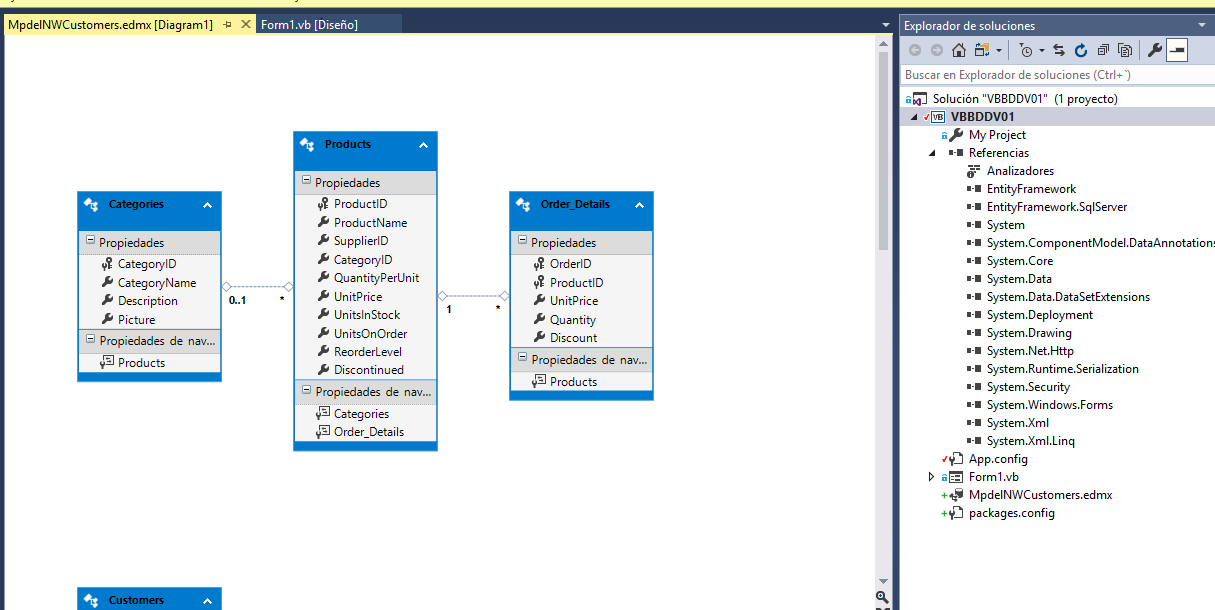 MpdelNWCustomers.edmx [Diagram1]
Form1.vb [Diseño]
Products
Propiedades
ProductID
ProductName
SupplierID
CategoryID
QuantityPerUnit
UnitPrice
UnitsInStock
UnitsOnOrder
ReorderLevel
Discontinued
Propiedades de nav...
Categories
Order_Details
Categories
Propiedades
CategoryID
CategoryName
Description
Picture
Propiedades de nav...
Products
0..1
*
Order_Details
Propiedades
OrderID
ProductID
UnitPrice
Quantity
Discount
Propiedades de nav...
Products
1
*
Customers
Explorador de soluciones
Buscar en Explorador de soluciones (Ctrl+`)
Solución "VBBDDV01" (1 proyecto)
VB VBBDDV01
My Project
Referencias
Analizadores
EntityFramework
EntityFramework.SqlServer
System
System.ComponentModel.DataAnnotations
System.Core
System.Data
System.Data.DataSetExtensions
System.Deployment
System.Drawing
System.Net.Http
System.Runtime.Serialization
System.Security
System.Windows.Forms
System.Xml
System.Xml.Linq
App.config
Form1.vb
MpdelNWCustomers.edmx
packages.config